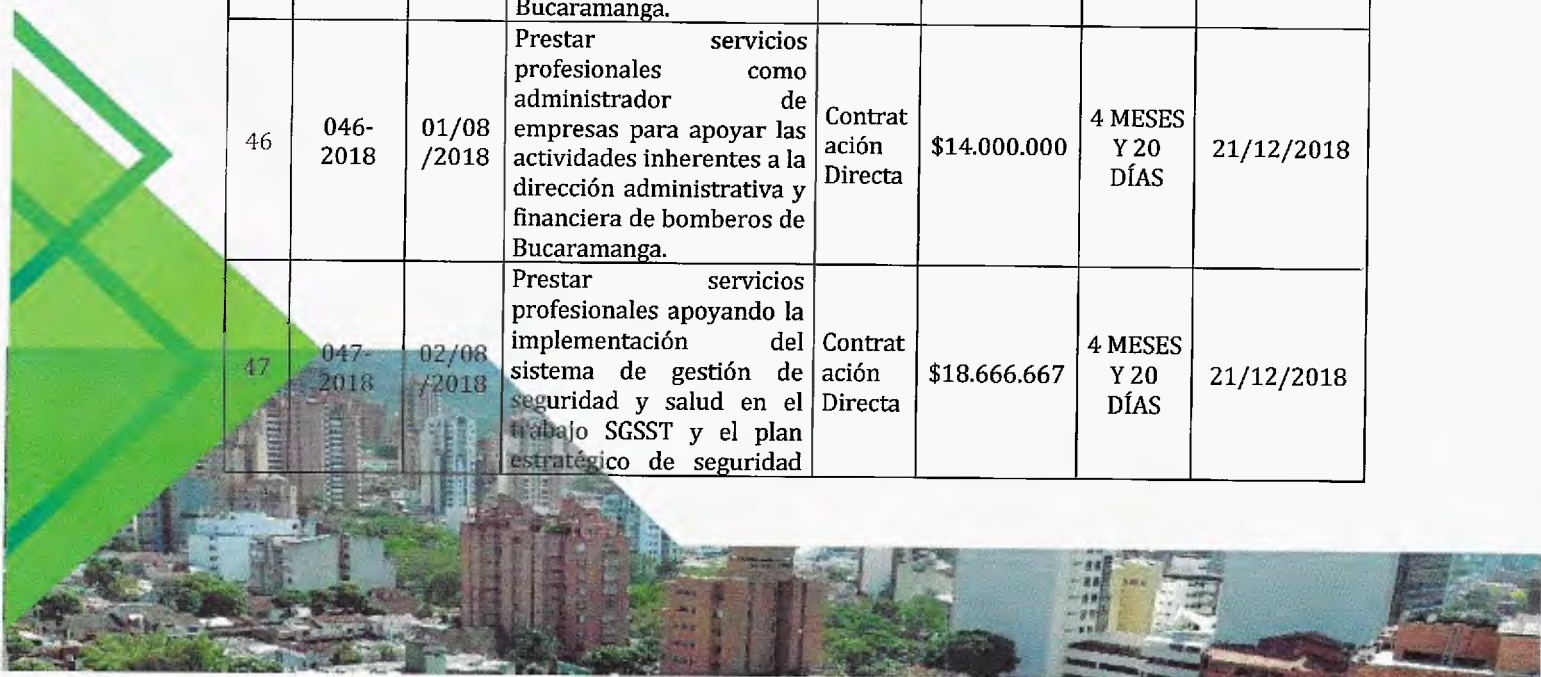 Bucaramanga.
Prestar servicios
profesionales como
administrador de
empresas para apoyar las
actividades inherentes a la
dirección administrativa y
financiera de bomberos de
Bucaramanga.
46
046-
2018
01/08
/2018
Contrat
ación
Directa
$14.000.000
4 MESES
Y 20
DÍAS
21/12/2018
Prestar servicios
profesionales apoyando la
implementación del
sistema de gestión de
seguridad y salud en el
trabajo SGSST y el plan
estratégico de seguridad
47
047-
2018
02/08
/2018
Contrat
ación
Directa
$18.666.667
4 MESES
Y 20
DÍAS
21/12/2018